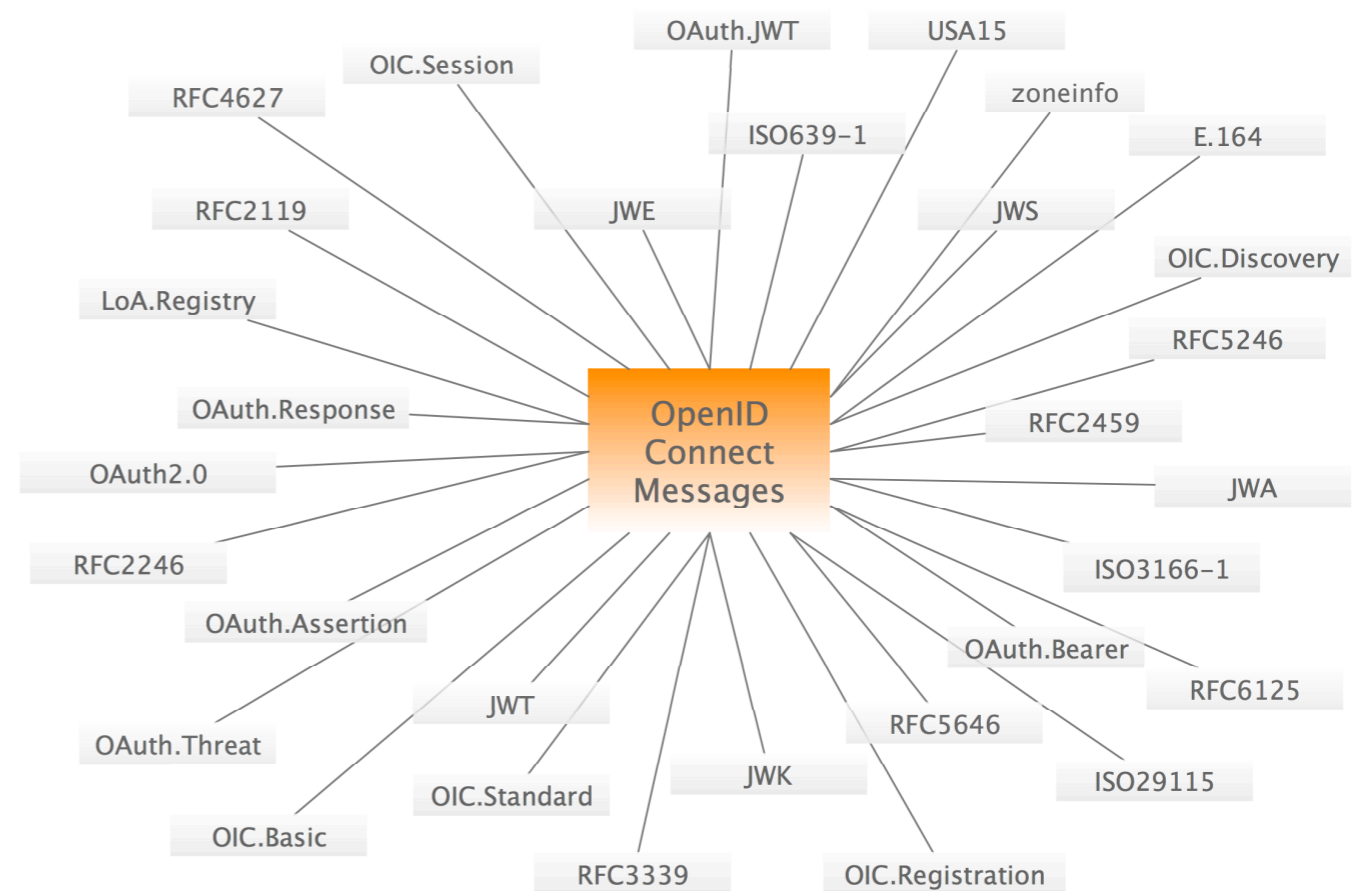 OAuth.JWT
USA15
OIC.Session
RFC4627
zoneinfo
ISO639-1
E.164
RFC2119
JWE
JWS
OIC.Discovery
LoA.Registry
RFC5246
OAuth.Response
OpenID
Connect
Messages
RFC2459
OAuth2.0
JWA
RFC2246
ISO3166-1
OAuth.Assertion
OAuth.Bearer
RFC6125
JWT
RFC5646
OAuth.Threat
JWK
ISO29115
OIC.Standard
OIC.Basic
RFC3339
OIC.Registration